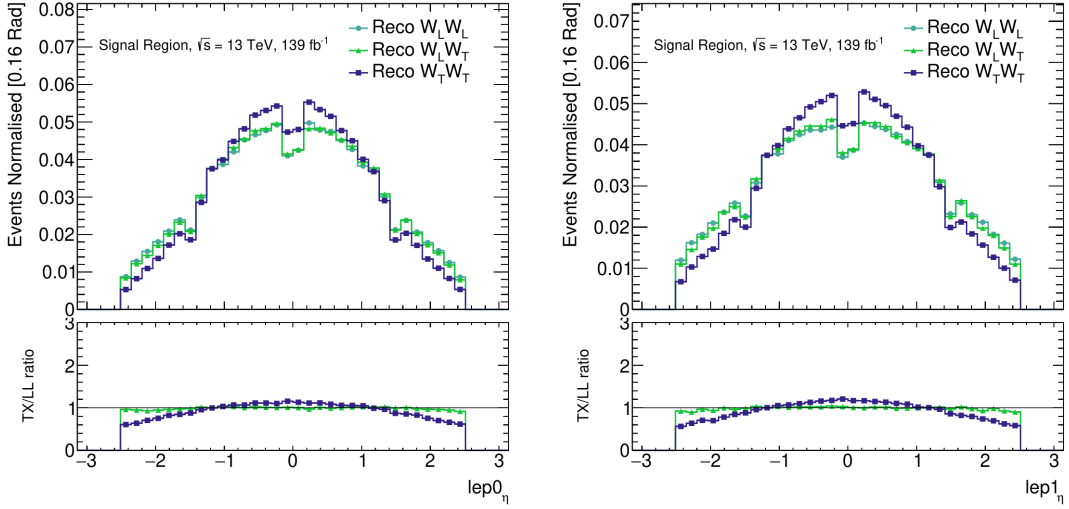 Events Normalised [0.16 Rad]
0.08
0.07
0.06
0.05
0.04
0.03
0.02
0.01
0
Signal Region, √s = 13 TeV, 139 fb⁻¹
Reco W_L W_L
Reco W_L W_T
Reco W_T W_T
TX/LL ratio
3
2
1
0
−3 −2 −1 0 1 2 3
lep0_η
Events Normalised [0.16 Rad]
0.07
0.06
0.05
0.04
0.03
0.02
0.01
0
Signal Region, √s = 13 TeV, 139 fb⁻¹
Reco W_L W_L
Reco W_L W_T
Reco W_T W_T
TX/LL ratio
3
2
1
0
−3 −2 −1 0 1 2 3
lep1_η